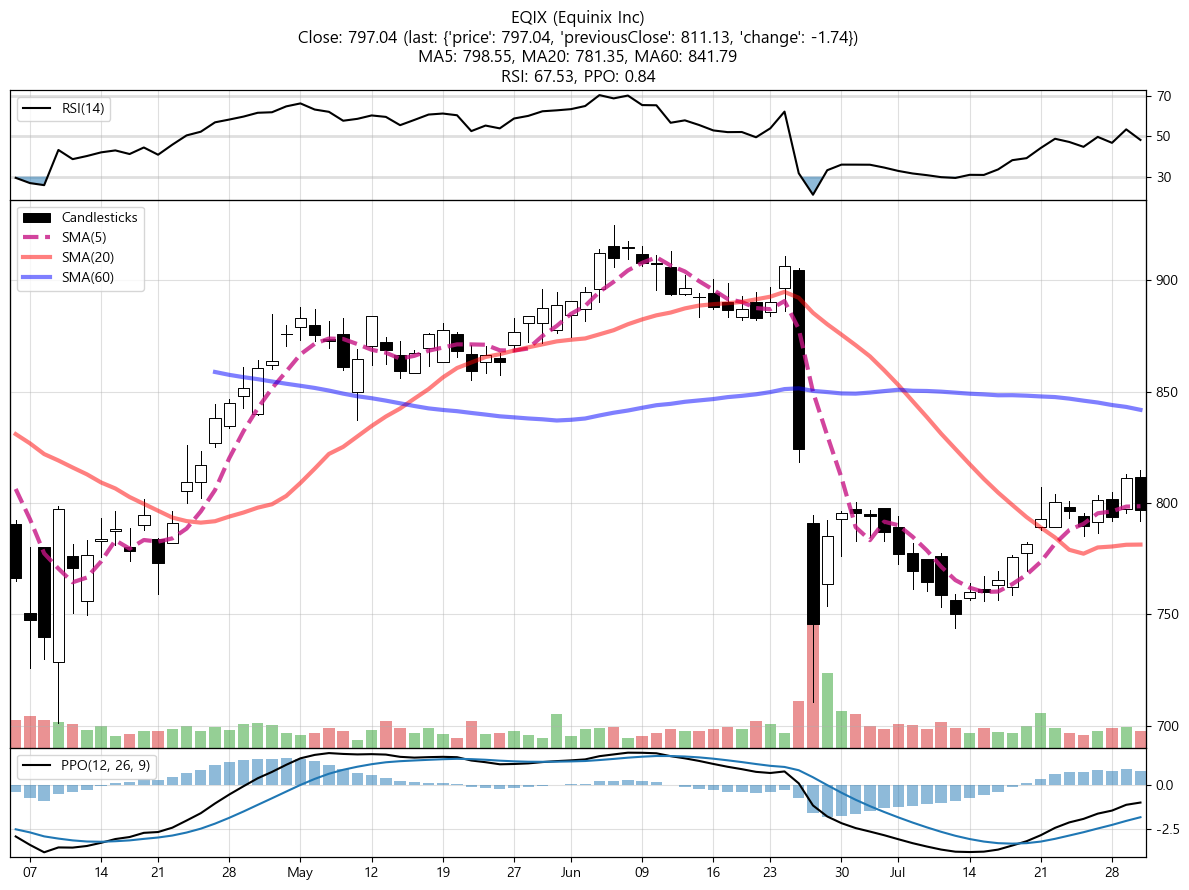 EQIX (Equinix Inc)
Close: 797.04 (last: {'price': 797.04, 'previousClose': 811.13, 'change': -1.74})
MA5: 798.55, MA20: 781.35, MA60: 841.79
RSI: 67.53, PPO: 0.84
RSI(14)
70
50
30
Candlesticks
SMA(5)
SMA(20)
SMA(60)
900
850
800
750
700
PPO(12, 26, 9)
0.0
-2.5
07 14 21 28 May 12 19 27 Jun 09 16 23 30 Jul 14 21 28